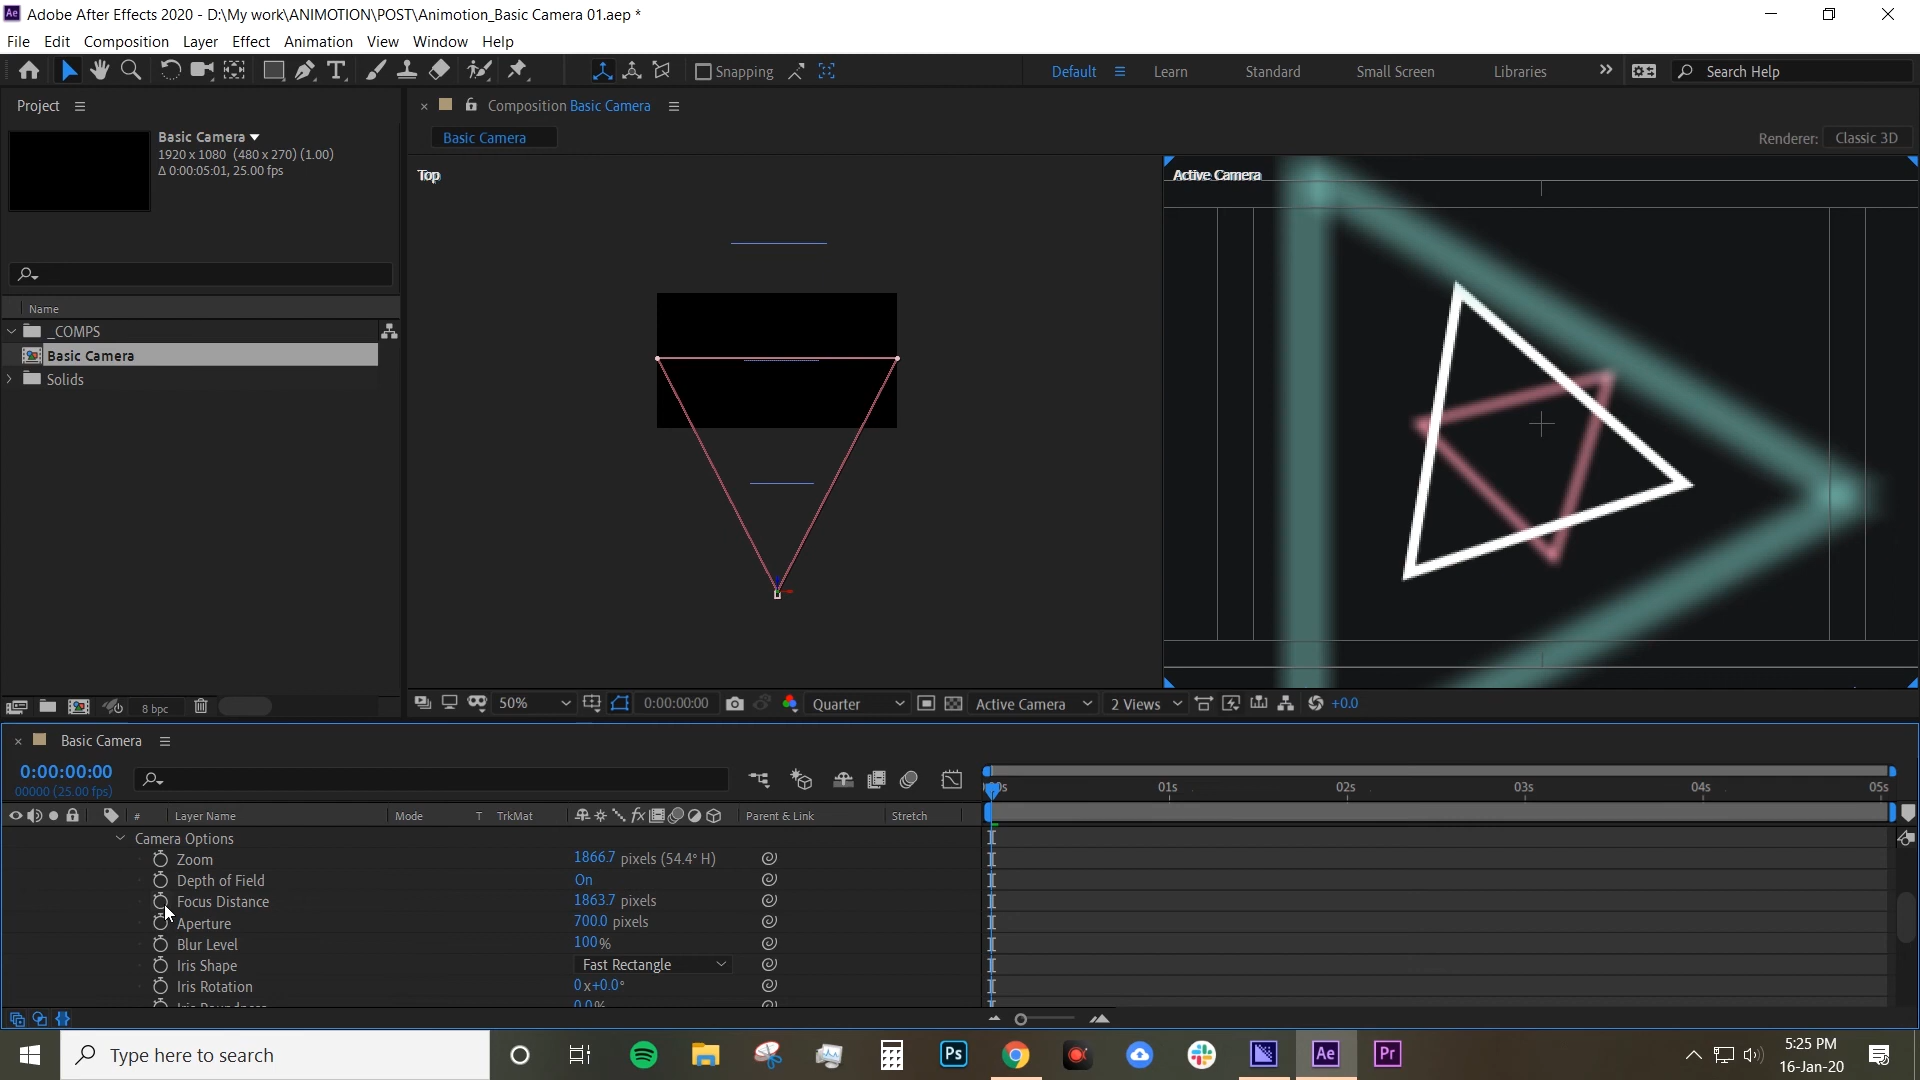 Adobe After Effects 2020 - D:\My work\ANIMOTION\POST\Animotion_Basic Camera 01.aep *
File Edit Composition Layer Effect Animation View Window Help
Snapping
Default Learn Standard Small Screen Libraries Search Help
Project
Composition Basic Camera
Basic Camera
1920 x 1080 (480 x 270) (1.00)
Δ 0:00:05:01, 25.00 fps
Basic Camera
Renderer: Classic 3D
Top
Active Camera
Name
_COMPS
Basic Camera
Solids
8 bpc
50% 0:00:00:00 Quarter Active Camera 2 Views +0.0
Basic Camera
0:00:00:00
00000 (25.00 fps)
01s 02s 03s 04s 05s
# Layer Name Mode T TrkMat Parent & Link Stretch
Camera Options
Zoom 1866.7 pixels (54.4° H)
Depth of Field On
Focus Distance 1863.7 pixels
Aperture 700.0 pixels
Blur Level 100%
Iris Shape Fast Rectangle
Iris Rotation 0x+0.0°
Iris Roundness 0.0%
Type here to search
Ps Ae Pr
5:25 PM
16-Jan-20